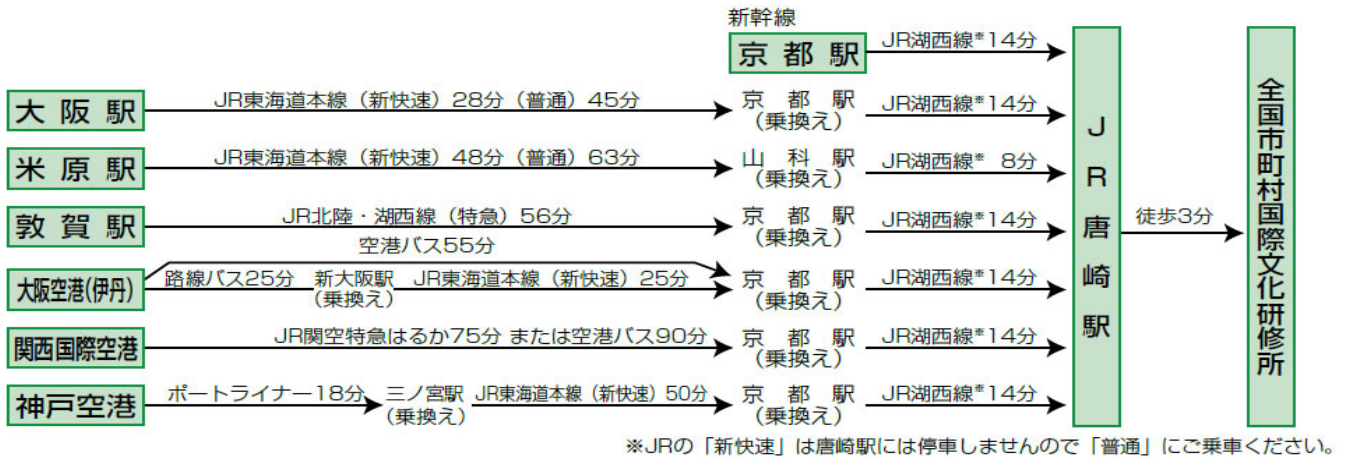 新幹線
京都駅 JR湖西線※14分
大阪駅 JR東海道本線（新快速）28分（普通）45分 京都駅 JR湖西線※14分
（乗換え）
米原駅 JR東海道本線（新快速）48分（普通）63分 山科駅 JR湖西線※ 8分
（乗換え）
敦賀駅 JR北陸・湖西線（特急）56分 京都駅 JR湖西線※14分
（乗換え）
空港バス55分
大阪空港(伊丹) 路線バス25分 新大阪駅 JR東海道本線（新快速）25分 京都駅 JR湖西線※14分
（乗換え） （乗換え）
関西国際空港 JR関空特急はるか75分 または空港バス90分 京都駅 JR湖西線※14分
（乗換え）
神戸空港 ポートライナー18分 三ノ宮駅 JR東海道本線（新快速）50分 京都駅 JR湖西線※14分
（乗換え） （乗換え）
JR唐崎駅
徒歩3分
全国市町村国際文化研修所
※JRの「新快速」は唐崎駅には停車しませんので「普通」にご乗車ください。